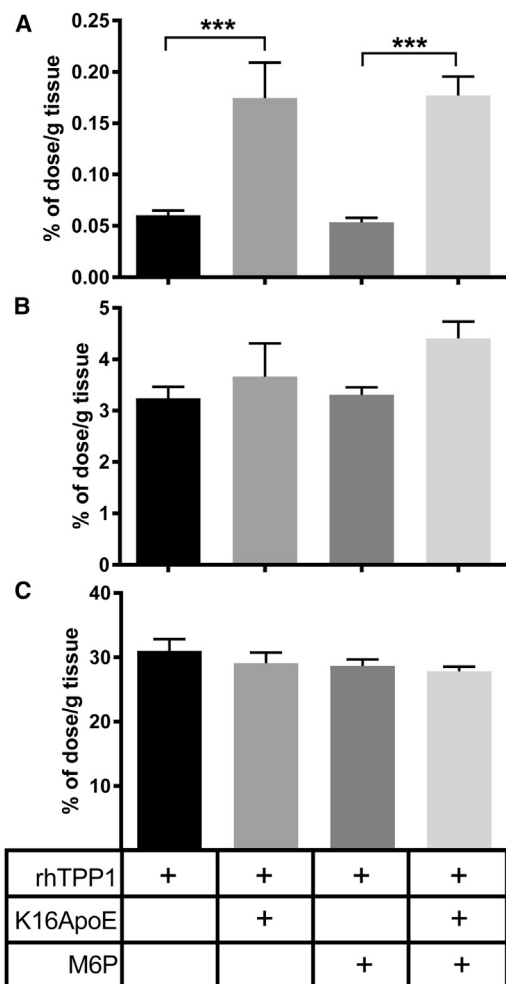 A
% of dose/g tissue
0.25
0.20
0.15
0.10
0.05
0.00
***
***
B
% of dose/g tissue
5
4
3
2
1
0
C
% of dose/g tissue
40
30
20
10
rhTPP1 + + + +
K16ApoE + +
M6P + +